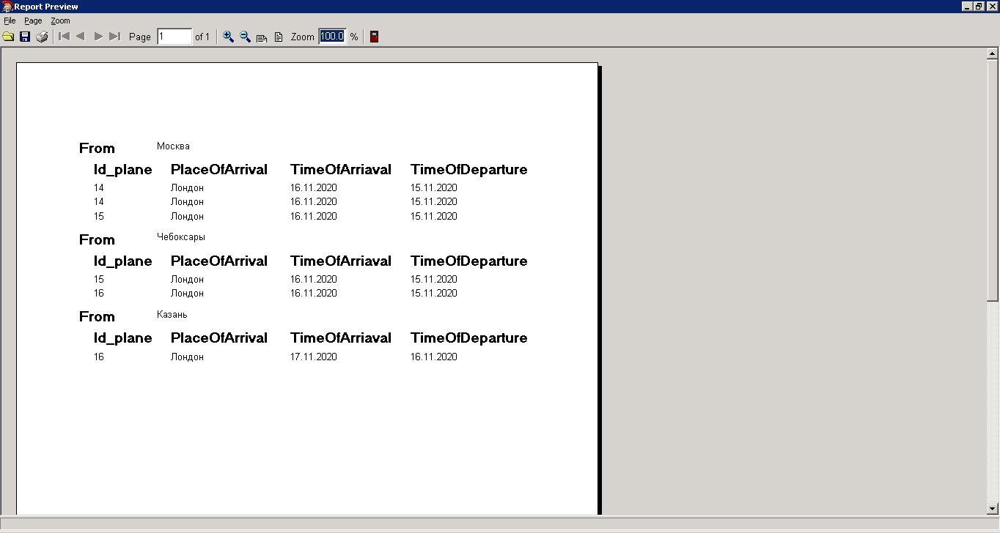 Report Preview
File Page Zoom
Page 1 of 1 Zoom 100.0 %
From Москва
Id_plane PlaceOfArrival TimeOfArriaval TimeOfDeparture
14 Лондон 16.11.2020 15.11.2020
14 Лондон 16.11.2020 15.11.2020
15 Лондон 16.11.2020 15.11.2020
From Чебоксары
Id_plane PlaceOfArrival TimeOfArriaval TimeOfDeparture
15 Лондон 16.11.2020 15.11.2020
16 Лондон 16.11.2020 15.11.2020
From Казань
Id_plane PlaceOfArrival TimeOfArriaval TimeOfDeparture
16 Лондон 17.11.2020 16.11.2020